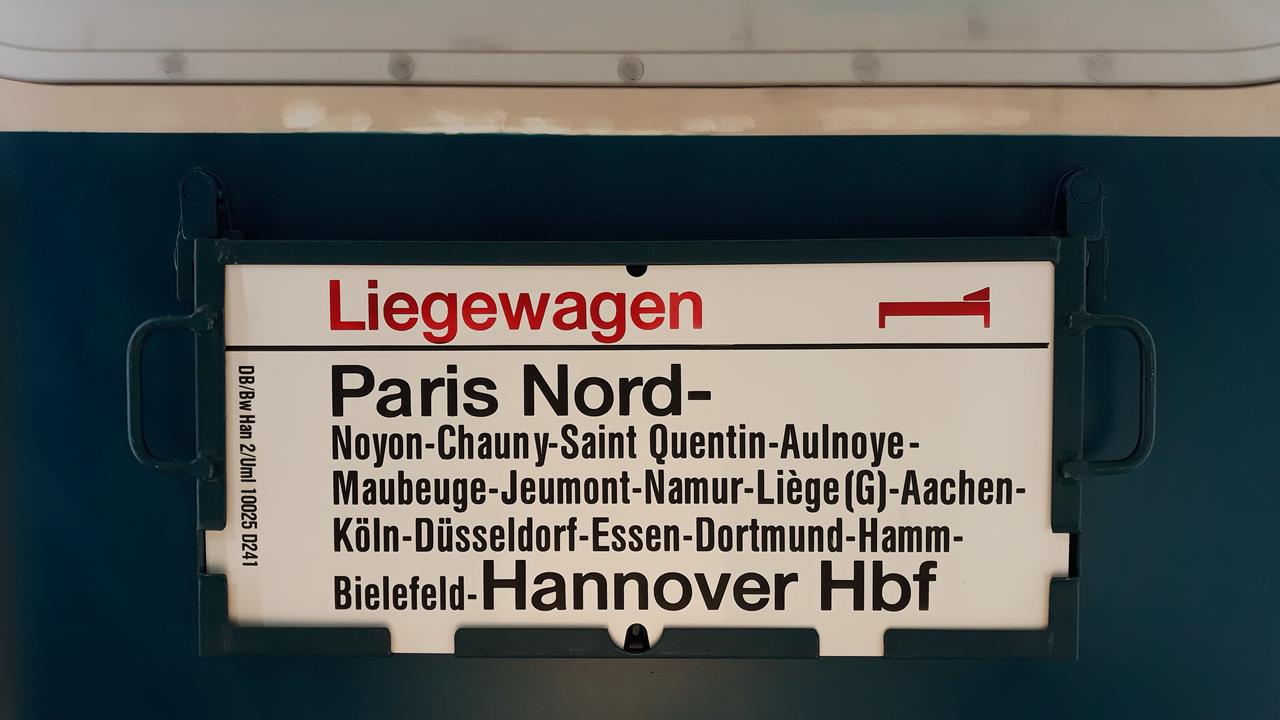 Liegewagen
Paris Nord-
Noyon-Chauny-Saint Quentin-Aulnoye-
Maubeuge-Jeumont-Namur-Liège(G)-Aachen-
Köln-Düsseldorf-Essen-Dortmund-Hamm-
Bielefeld-Hannover Hbf
DB/Bw Han 2/Uml 10025 D241